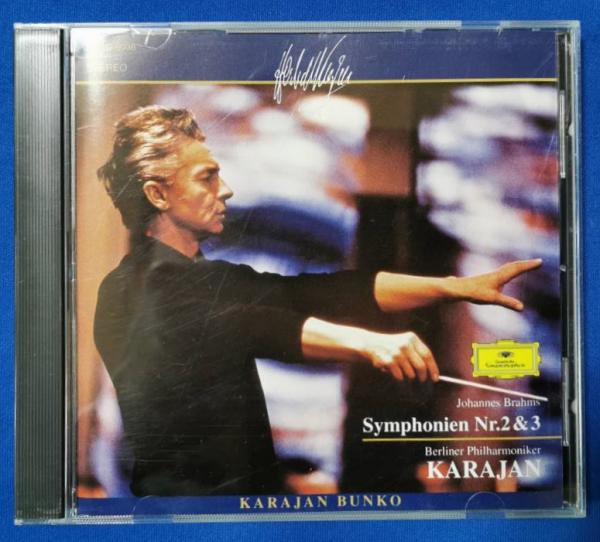 STEREO
Johannes Brahms
Symphonien Nr.2 & 3
Berliner Philharmoniker
KARAJAN
KARAJAN BUNKO